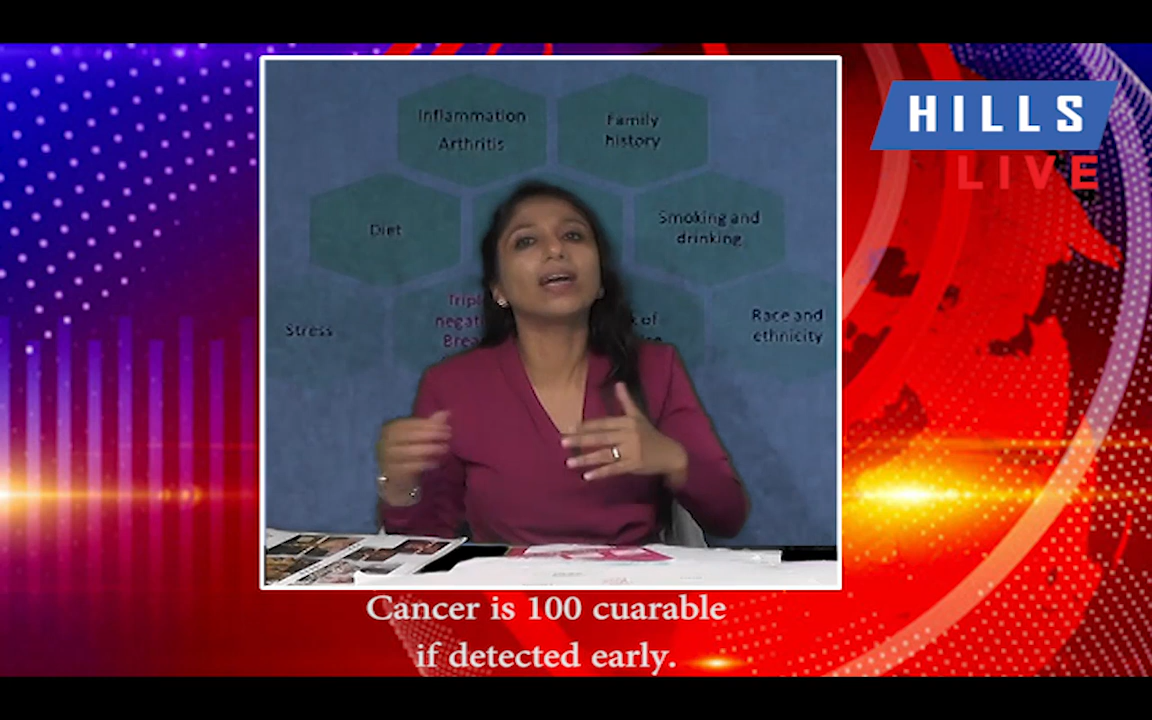 HILLS
LIVE
Inflammation
Arthritis
Family
history
Diet
Smoking and
drinking
Stress
Race and
ethnicity
Cancer is 100 cuarable
if detected early.